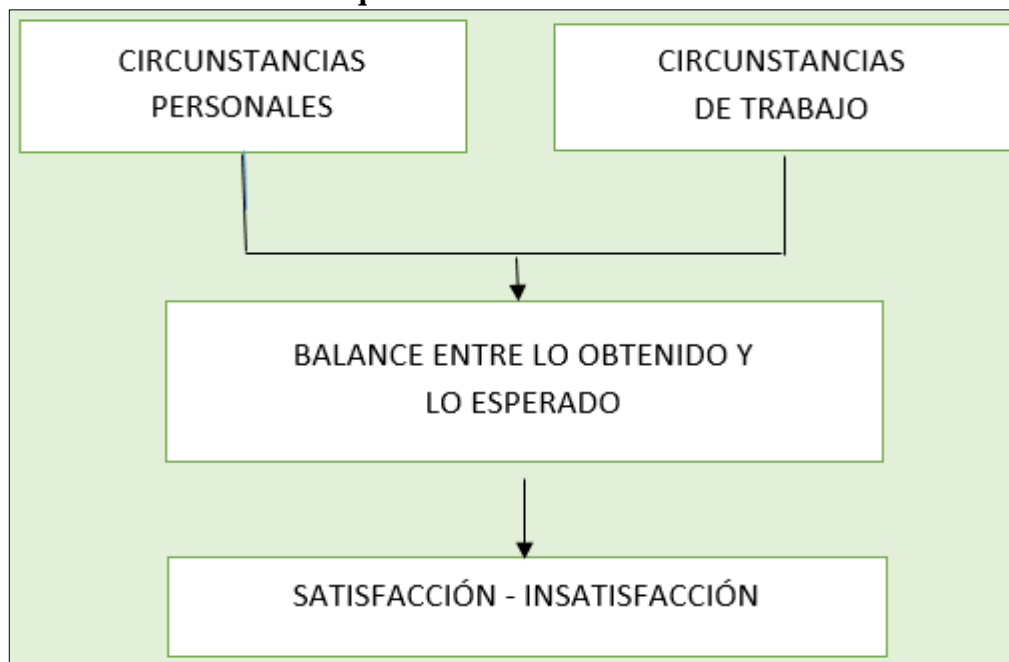 CIRCUNSTANCIAS
PERSONALES
CIRCUNSTANCIAS
DE TRABAJO
BALANCE ENTRE LO OBTENIDO Y
LO ESPERADO
SATISFACCIÓN - INSATISFACCIÓN